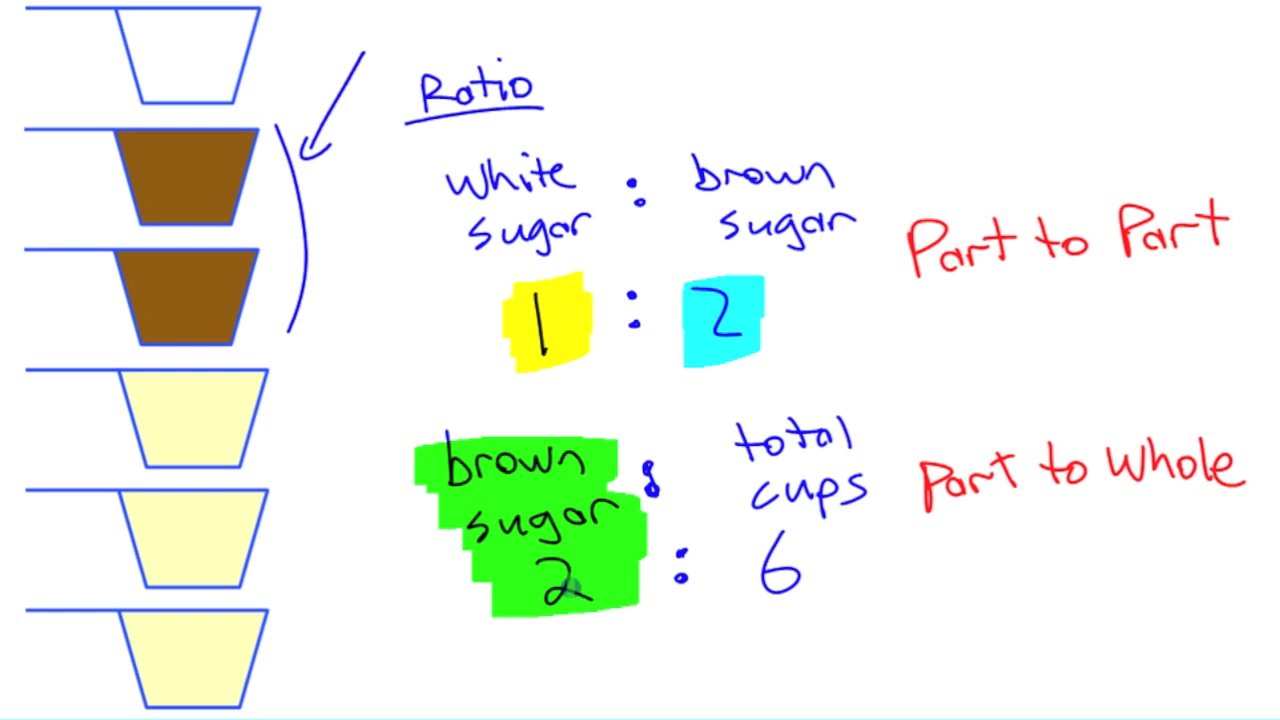 Ratio
white : brown
sugar sugar
Part to Part
1 : 2
brown : total
sugar cups
Part to Whole
2 : 6